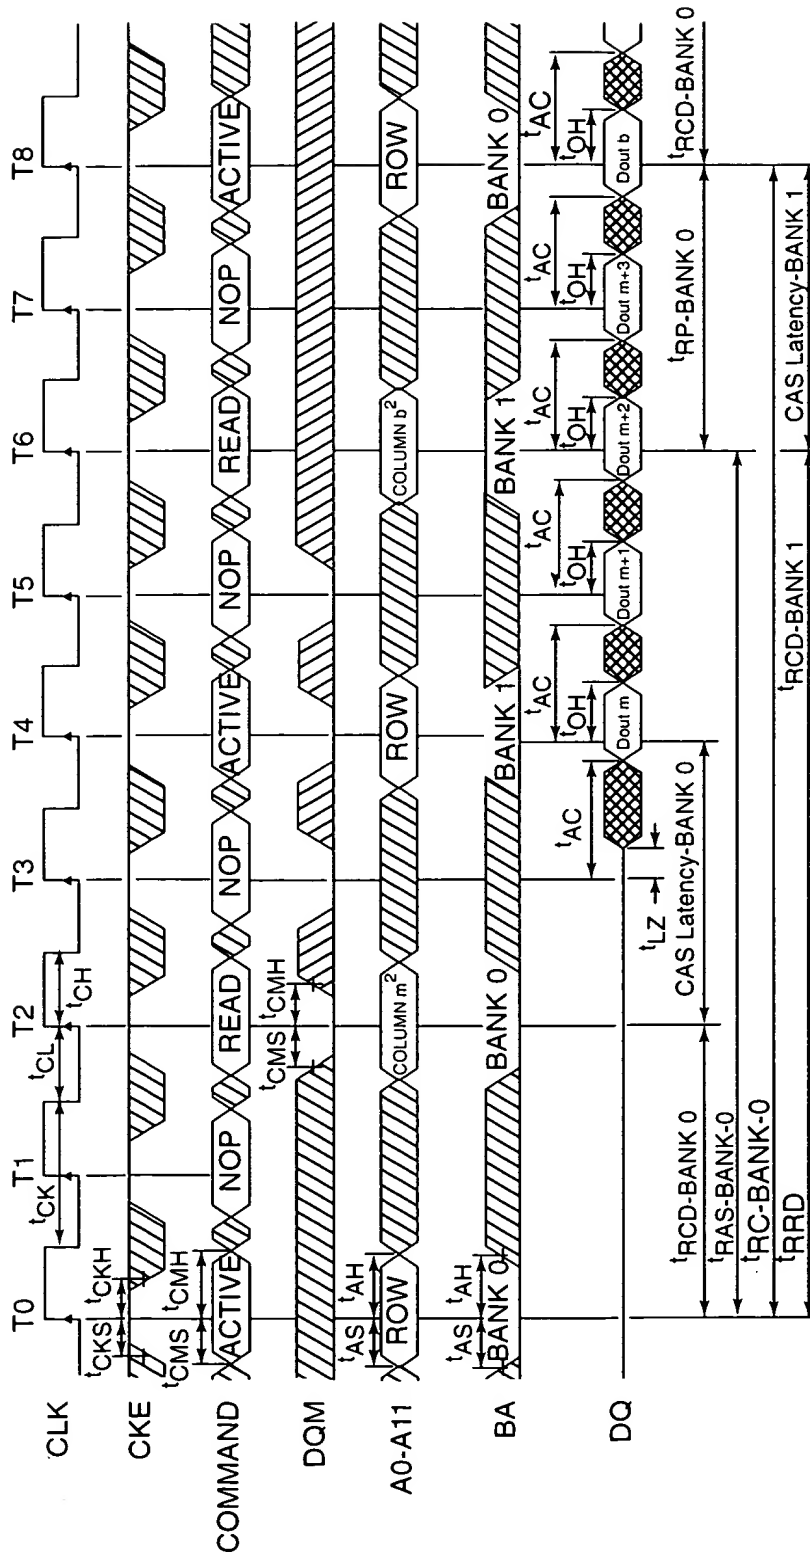 T0 T1 T2 T3 T4 T5 T6 T7 T8
CLK
tCK tCL tCH
CKE
tCKS tCKH
COMMAND
tCMS tCMH
ACTIVE NOP READ NOP ACTIVE NOP READ NOP ACTIVE
DQM
tCMS tCMH
A0-A11
tAS tAH
ROW COLUMN m² ROW COLUMN b² ROW
BA
tAS tAH
BANK 0 BANK 0 BANK 1 BANK 1 BANK 0
DQ
tAC tAC tAC tAC tAC tAC
tLZ tOH tOH tOH tOH tOH
Dout m Dout m+1 Dout m+2 Dout m+3 Dout b
tRCD-BANK 0 CAS Latency-BANK 0 tRP-BANK 0 tRCD-BANK 0
tRAS-BANK-0
tRC-BANK-0
tRRD tRCD-BANK 1 CAS Latency-BANK 1